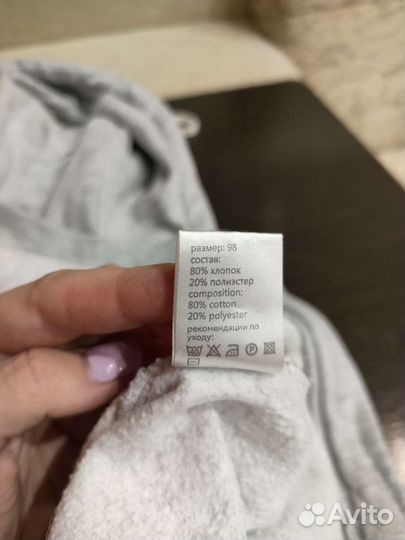 размер: 98
состав:
80% хлопок
20% полиэстер
composition:
80% cotton
20% polyester
рекомендации по
уходу:
Avito